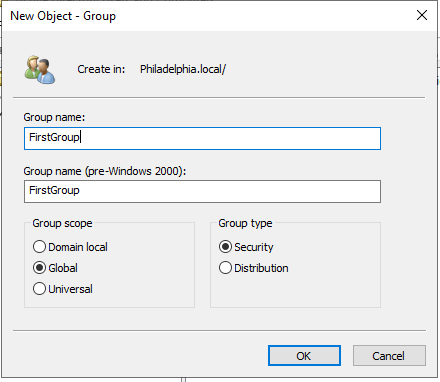 New Object - Group
Create in: Philadelphia.local/
Group name:
FirstGroup
Group name (pre-Windows 2000):
FirstGroup
Group scope
Domain local
Global
Universal
Group type
Security
Distribution
OK
Cancel